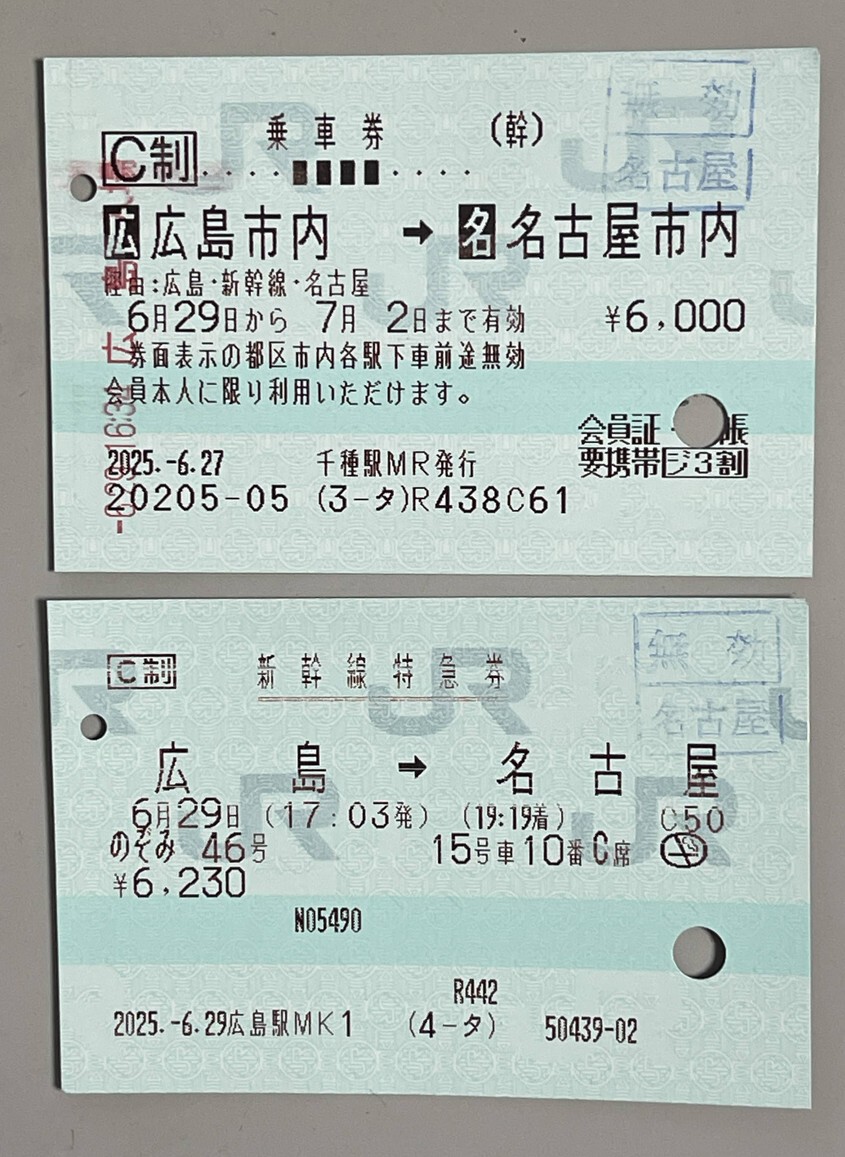 乗車券 (幹)
C制
無効
名古屋
広 広島市内 → 名 名古屋市内
経由:広島・新幹線・名古屋
6月29日から 7月 2日まで有効 ¥6,000
券面表示の都区市内各駅下車前途無効
会員本人に限り利用いただけます。
会員証・帳
要携帯 ジ3割
2025.-6.27 千種駅MR発行
20205-05 (3-タ)R438C61
16:31 広島
JR
無効
名古屋
C制 新幹線特急券
広島 → 名古屋
6月29日 (17:03発) (19:19着) C50
のぞみ 46号 15号車10番C席
¥6,230
N05490
R442
2025.-6.29広島駅MK1 (4-タ) 50439-02
JR